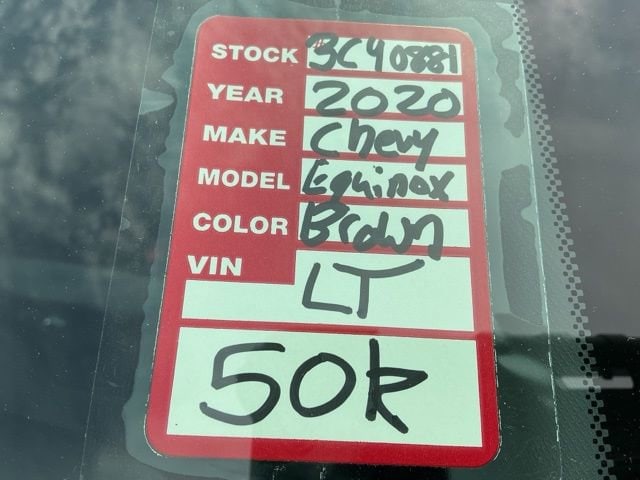 STOCK 3C40881
YEAR 2020
MAKE Chevy
MODEL Equinox
COLOR Brown
VIN LT
50k